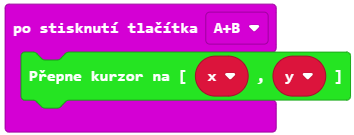 po stisknutí tlačítka A+B
Přepne kurzor na [ x , y ]